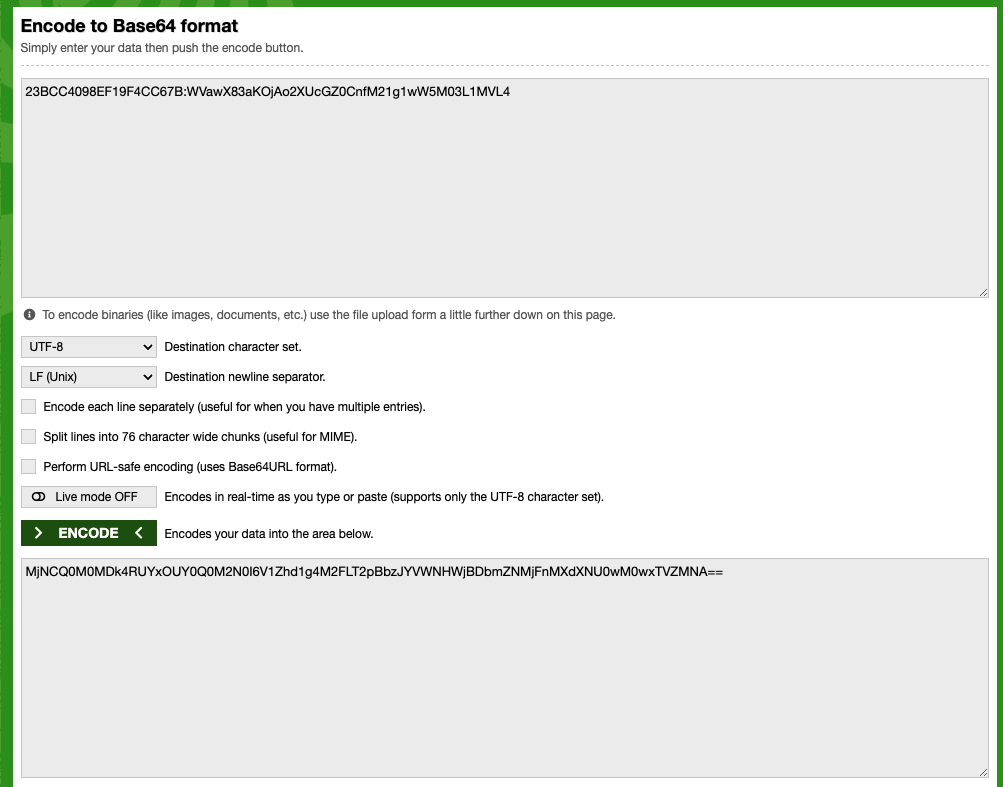 Encode to Base64 format
Simply enter your data then push the encode button.
23BCC4098EF19F4CC67B:WVawX83aKOjAo2XUcGZ0CnfM21g1wW5M03L1MVL4
To encode binaries (like images, documents, etc.) use the file upload form a little further down on this page.
UTF-8 Destination character set.
LF (Unix) Destination newline separator.
Encode each line separately (useful for when you have multiple entries).
Split lines into 76 character wide chunks (useful for MIME).
Perform URL-safe encoding (uses Base64URL format).
Live mode OFF Encodes in real-time as you type or paste (supports only the UTF-8 character set).
> ENCODE < Encodes your data into the area below.
MjNCQ0M0MDk4RUYxOUY0Q0M2N0I6V1Zhd1g4M2FLT2pBbzJYVWNHWjBDbmZNMjFnMXdXNU0wM0wxTVZMNA==